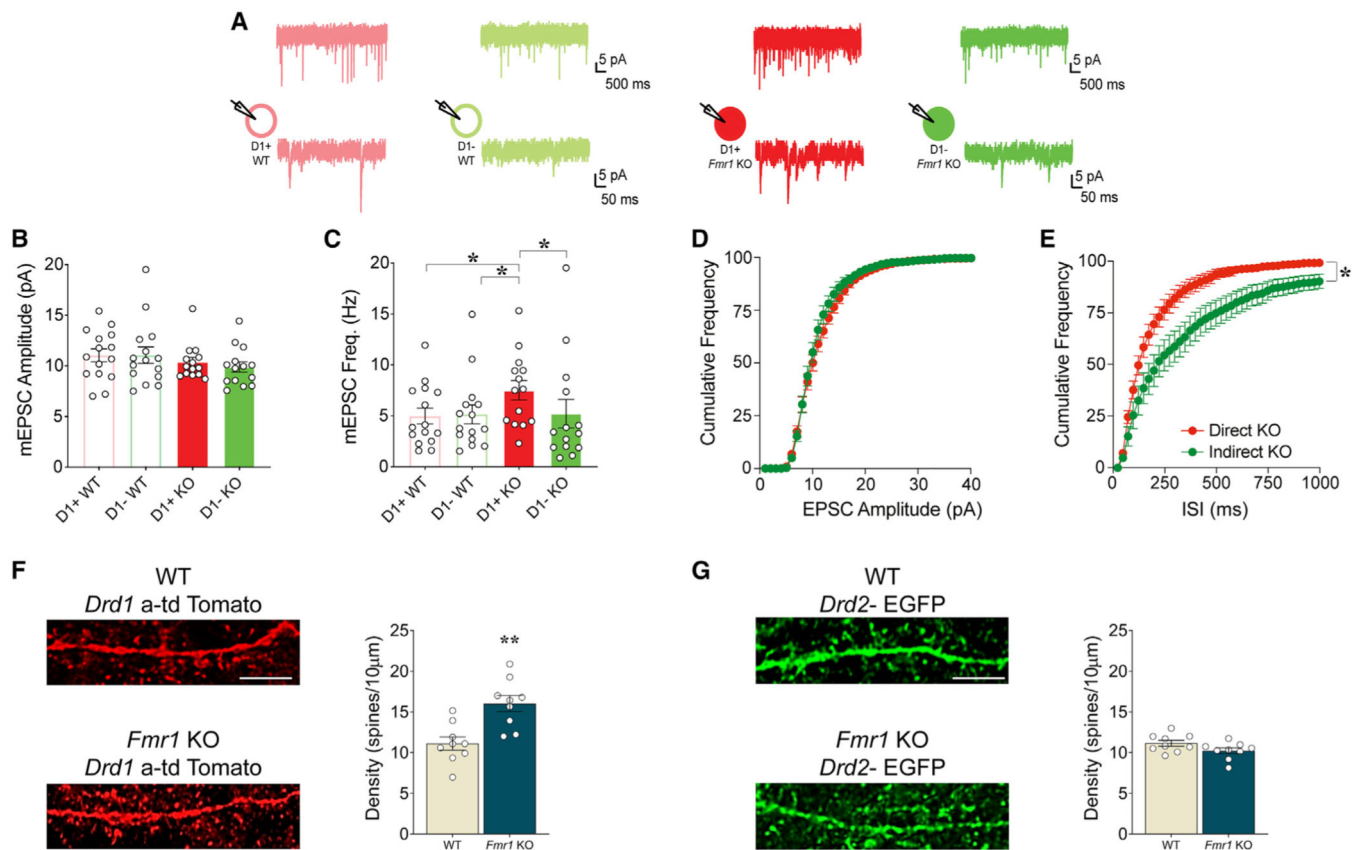 A
5 pA
500 ms
5 pA
500 ms
D1+
WT
D1-
WT
D1+
Fmr1 KO
D1-
Fmr1 KO
5 pA
50 ms
5 pA
50 ms
B
mEPSC Amplitude (pA)
20
15
10
5
0
D1+ WT
D1- WT
D1+ KO
D1- KO
C
mEPSC Freq. (Hz)
20
15
10
5
0
*
*
*
D1+ WT
D1- WT
D1+ KO
D1- KO
D
Cumulative Frequency
100
75
50
25
0
0 10 20 30 40
EPSC Amplitude (pA)
E
Cumulative Frequency
100
75
50
25
0
*
Direct KO
Indirect KO
0 250 500 750 1000
ISI (ms)
F
WT
Drd1 a-td Tomato
Fmr1 KO
Drd1 a-td Tomato
Density (spines/10µm)
25
20
15
10
5
0
**
WT Fmr1 KO
G
WT
Drd2- EGFP
Fmr1 KO
Drd2- EGFP
Density (spines/10µm)
25
20
15
10
5
0
WT Fmr1 KO